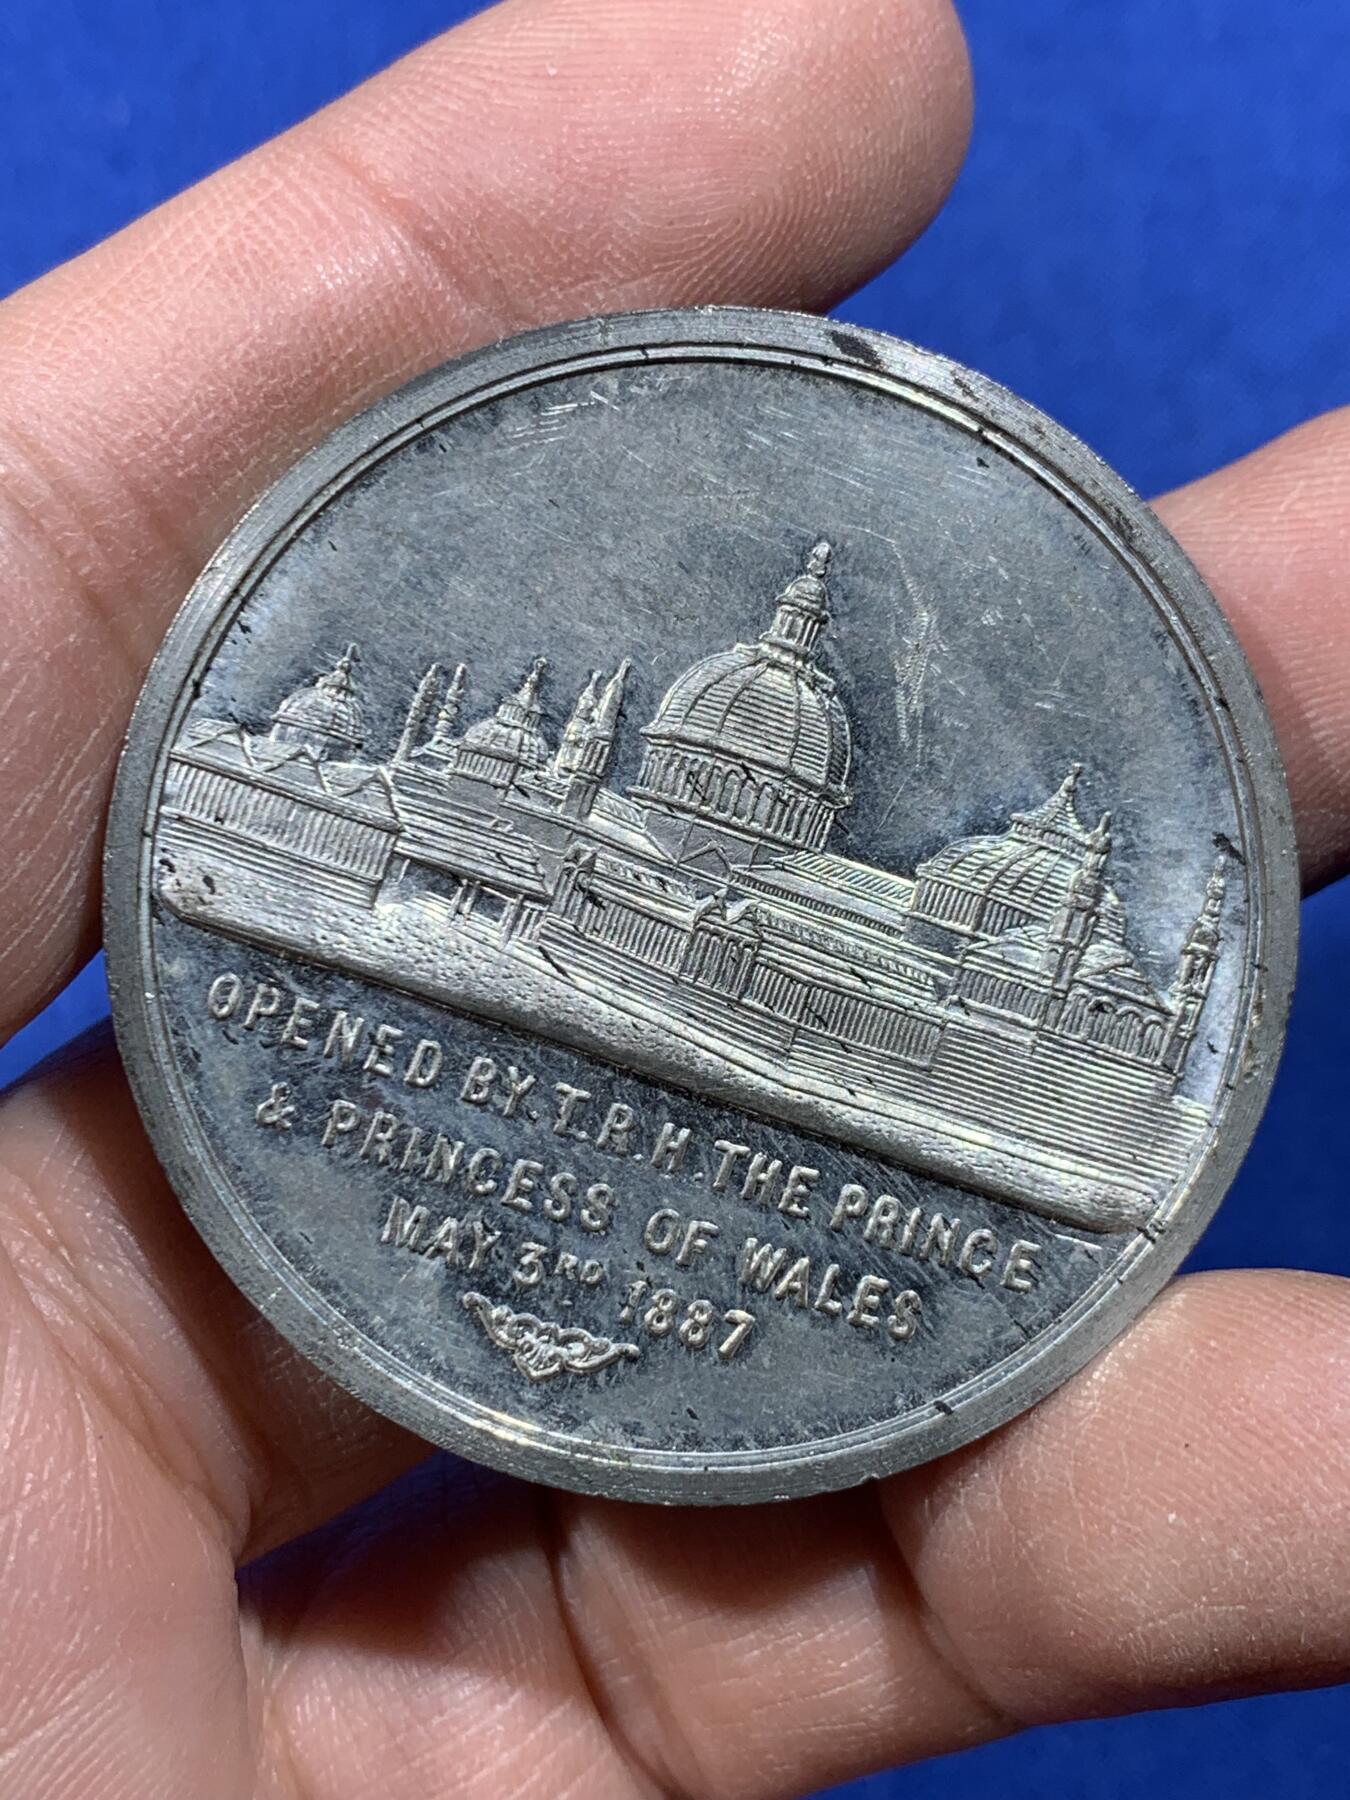 OPENED BY.T.R.H.THE PRINCE
& PRINCESS OF WALES
MAY 3RD 1887